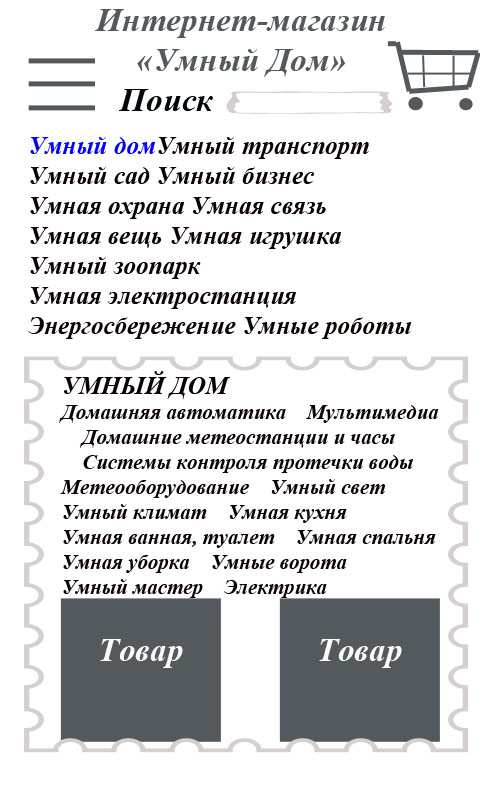 Интернет-магазин
«Умный Дом»
Поиск
Умный дом Умный транспорт
Умный сад Умный бизнес
Умная охрана Умная связь
Умная вещь Умная игрушка
Умный зоопарк
Умная электростанция
Энергосбережение Умные роботы
УМНЫЙ ДОМ
Домашняя автоматика Мультимедиа
Домашние метеостанции и часы
Системы контроля протечки воды
Метеооборудование Умный свет
Умный климат Умная кухня
Умная ванная, туалет Умная спальня
Умная уборка Умные ворота
Умный мастер Электрика
Товар Товар